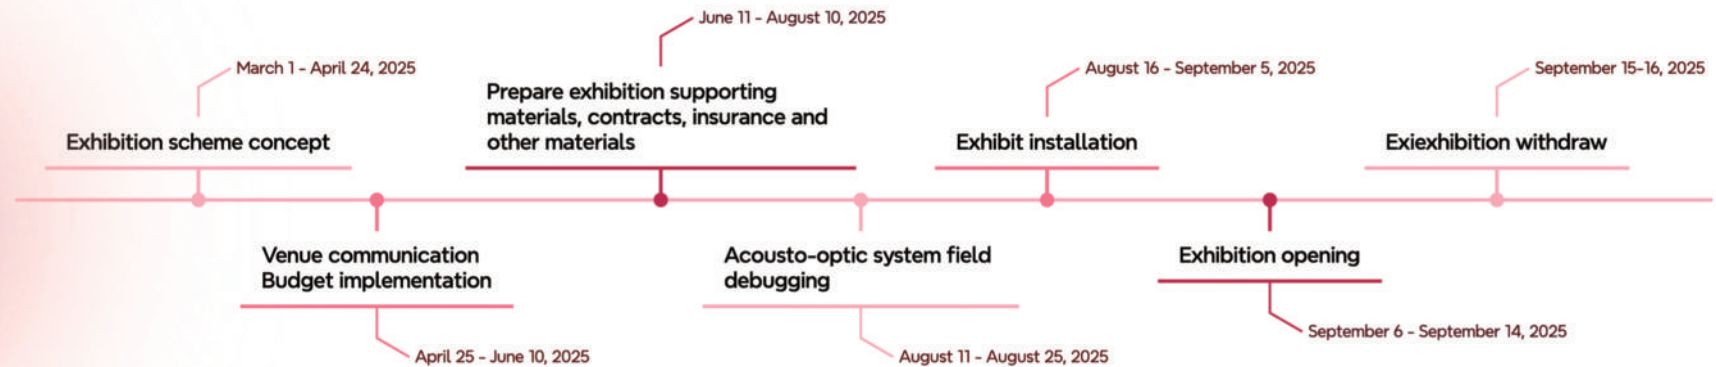 March 1 - April 24, 2025
Exhibition scheme concept
Venue communication
Budget implementation
April 25 - June 10, 2025
June 11 - August 10, 2025
Prepare exhibition supporting
materials, contracts, insurance and
other materials
Acousto-optic system field
debugging
August 11 - August 25, 2025
August 16 - September 5, 2025
Exhibit installation
Exhibition opening
September 6 - September 14, 2025
September 15-16, 2025
Exiexhibition withdraw